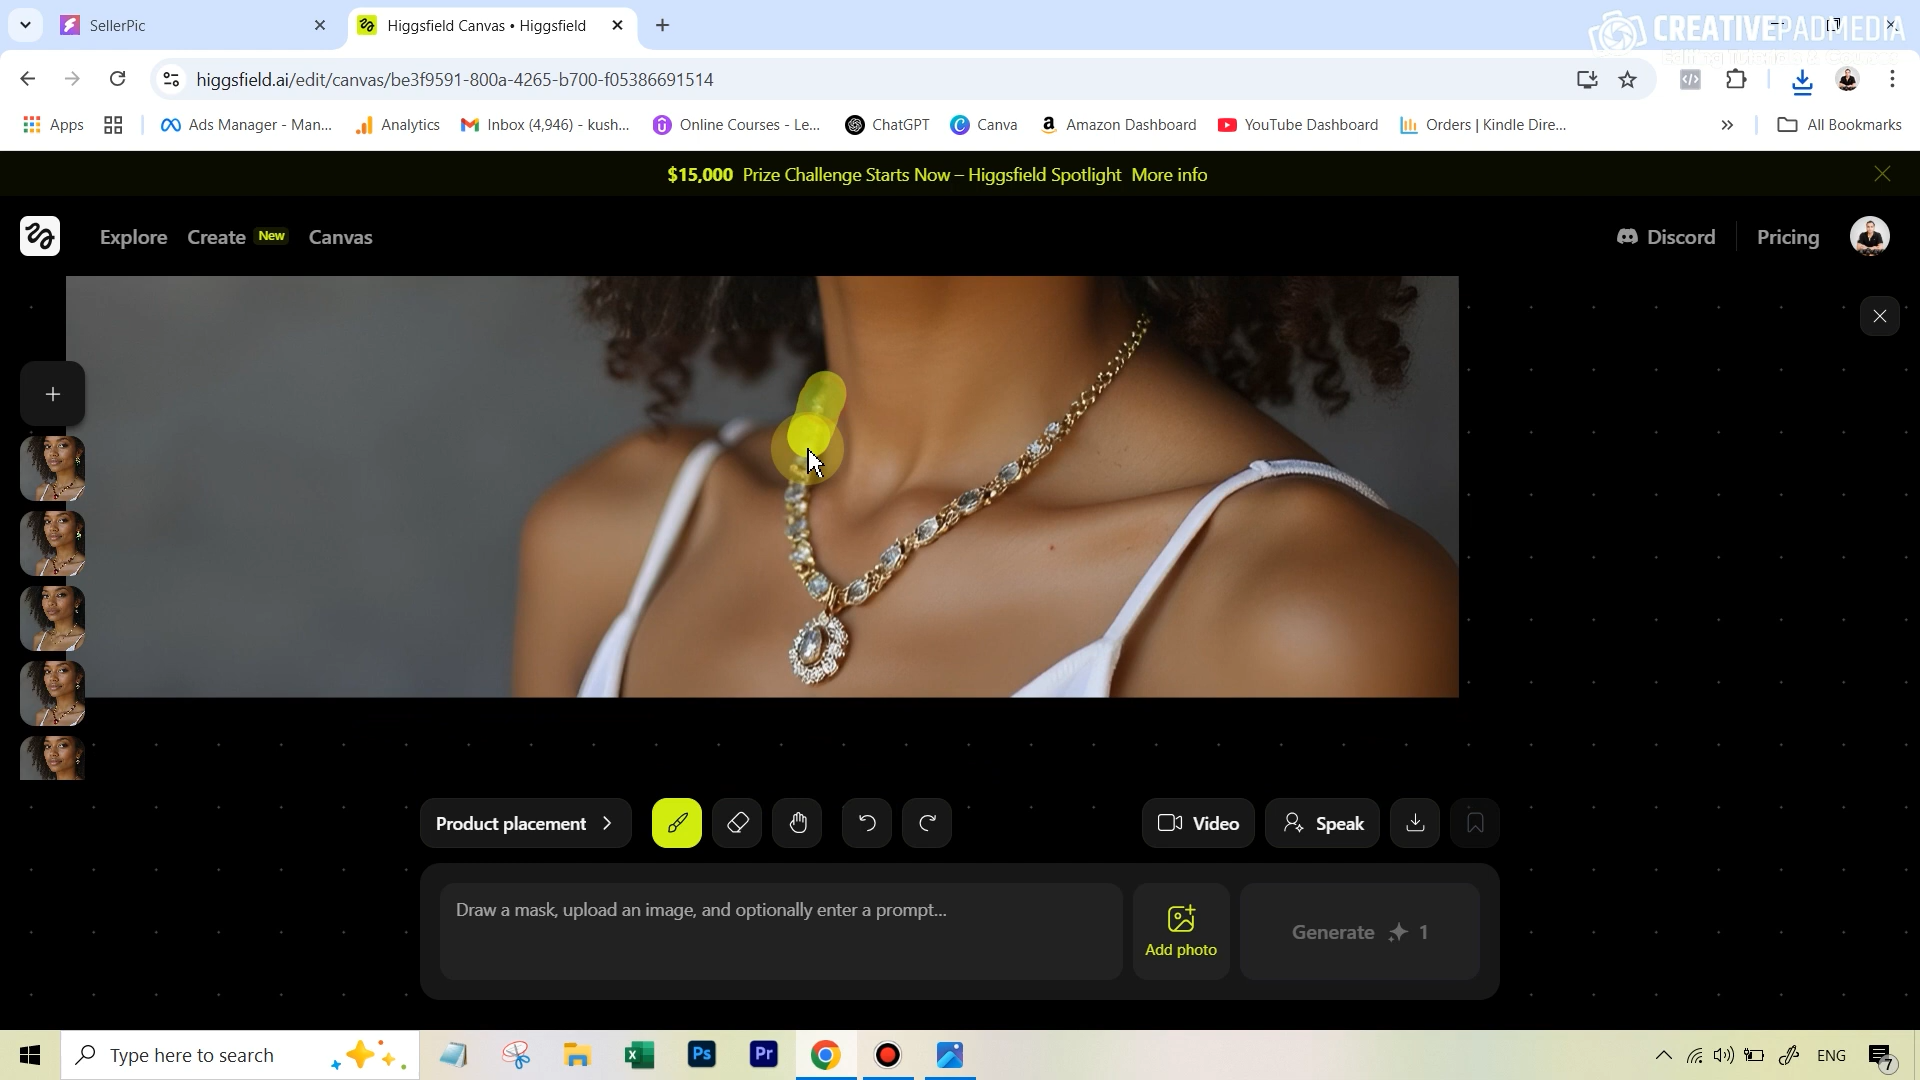 SellerPic
Higgsfield Canvas • Higgsfield
CREATIVEPADMEDIA
higgsfield.ai/edit/canvas/be3f9591-800a-4265-b700-f05386691514
Apps
Ads Manager - Man...
Analytics
Inbox (4,946) - kush...
Online Courses - Le...
ChatGPT
Canva
Amazon Dashboard
YouTube Dashboard
Orders | Kindle Dire...
All Bookmarks
$15,000 Prize Challenge Starts Now – Higgsfield Spotlight More info
Explore
Create New
Canvas
Discord
Pricing
Product placement
Video
Speak
Draw a mask, upload an image, and optionally enter a prompt...
Add photo
Generate 1
Type here to search
Ps
Pr
ENG
7